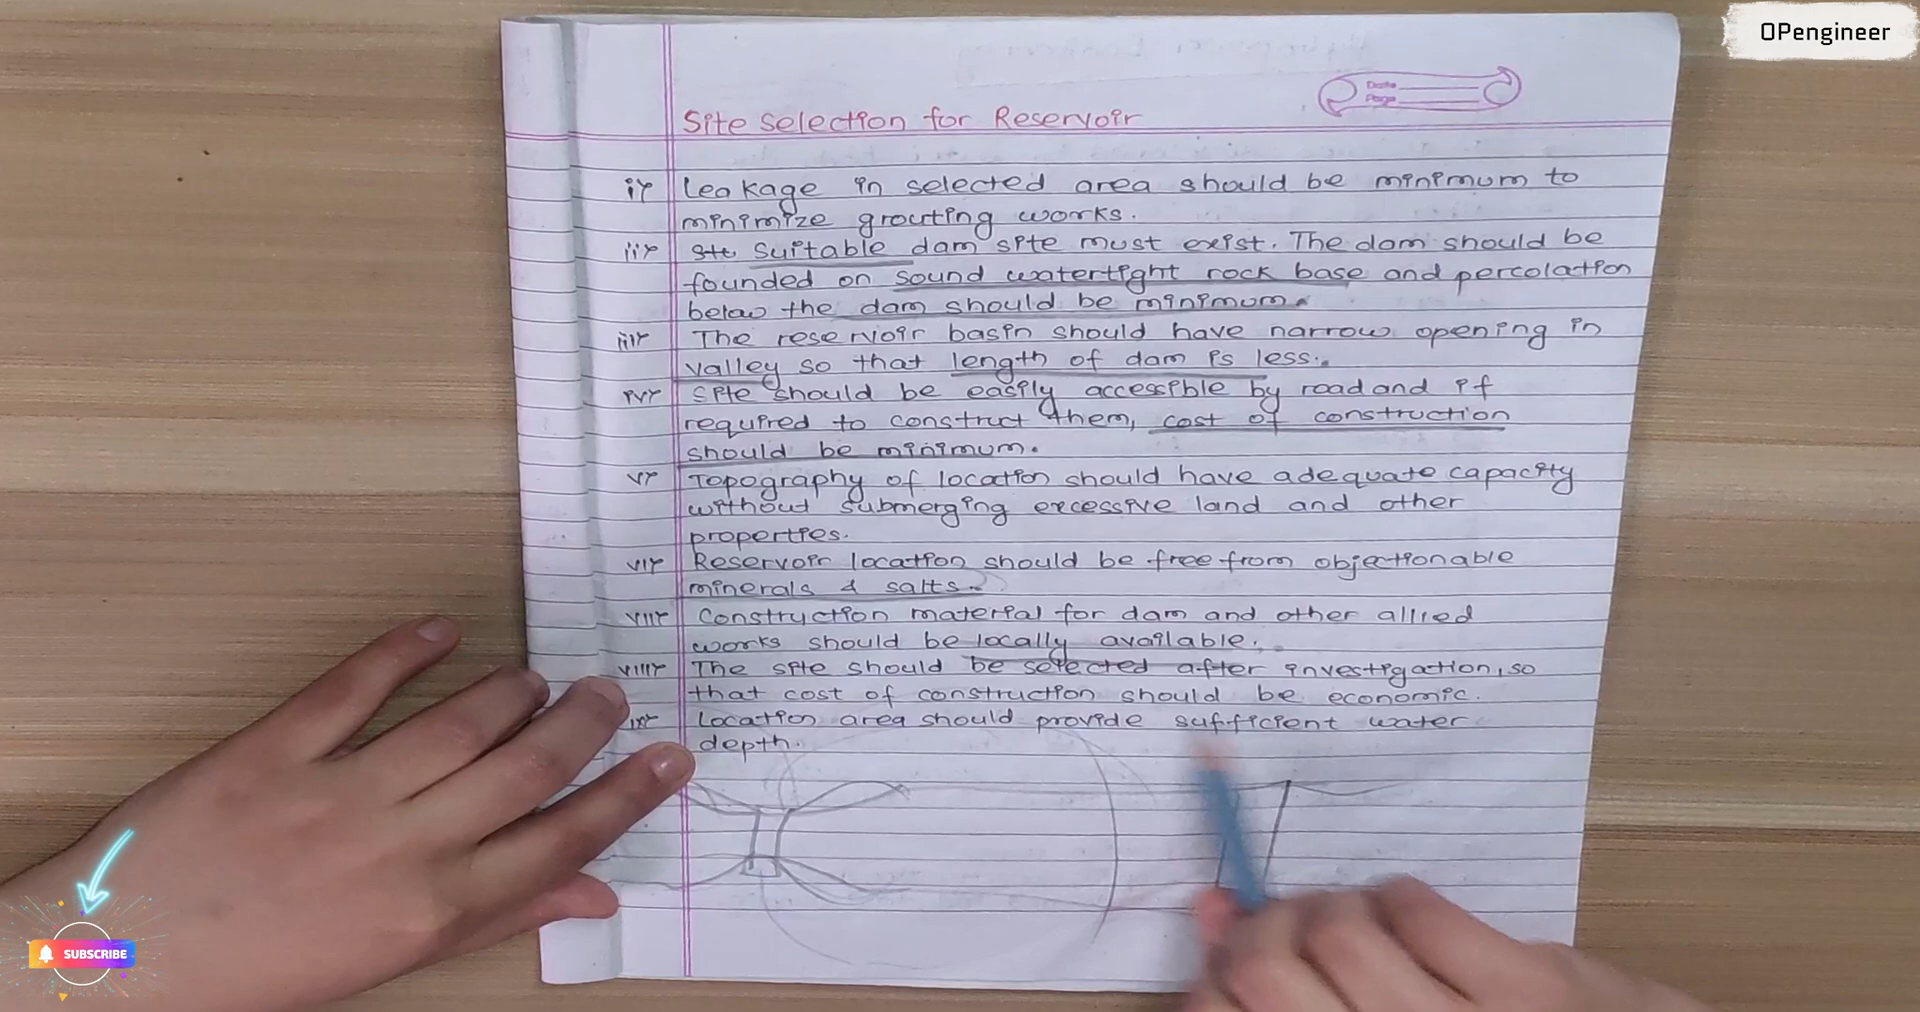 OPengineer
Date
Page
Site selection for Reservoir
i) Leakage in selected area should be minimum to
minimize grouting works.
ii) suitable dam site must exist. The dam should be
founded on sound watertight rock base and percolation
below the dam should be minimum.
iii) The reservoir basin should have narrow opening in
valley so that length of dam is less.
iv) site should be easily accessible by road and if
required to construct them, cost of construction
should be minimum.
v) Topography of location should have adequate capacity
without submerging excessive land and other
properties.
vi) Reservoir location should be free from objectionable
minerals & salts.
vii) Construction material for dam and other allied
works should be locally available.
viii) The site should be selected after investigation, so
that cost of construction should be economic.
ix) Location area should provide sufficient water
depth.
SUBSCRIBE